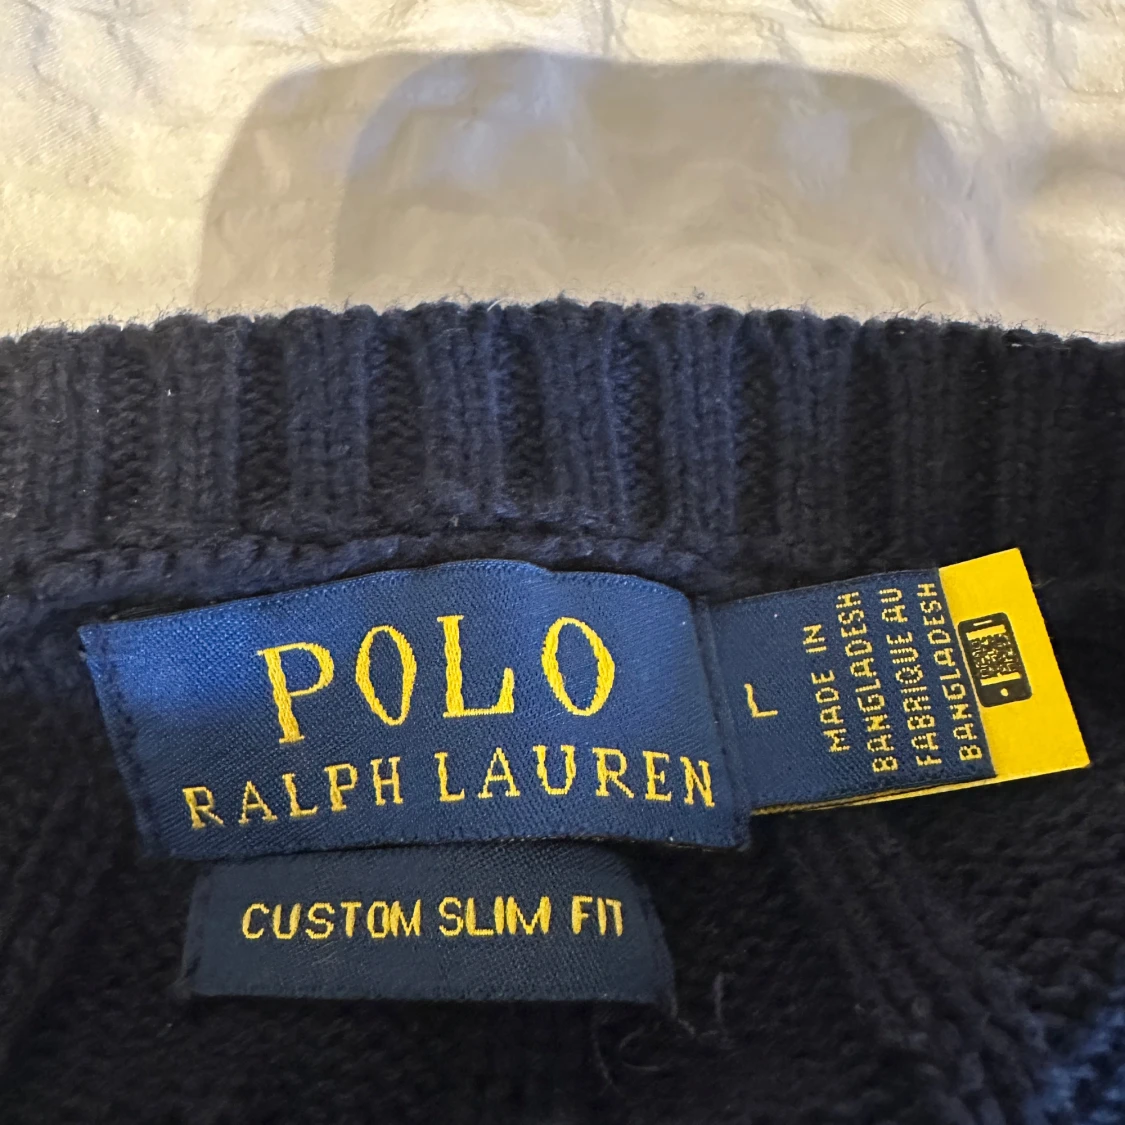 POLO
RALPH LAUREN
CUSTOM SLIM FIT
L
MADE IN
BANGLADESH
FABRIQUE AU
BANGLADESH